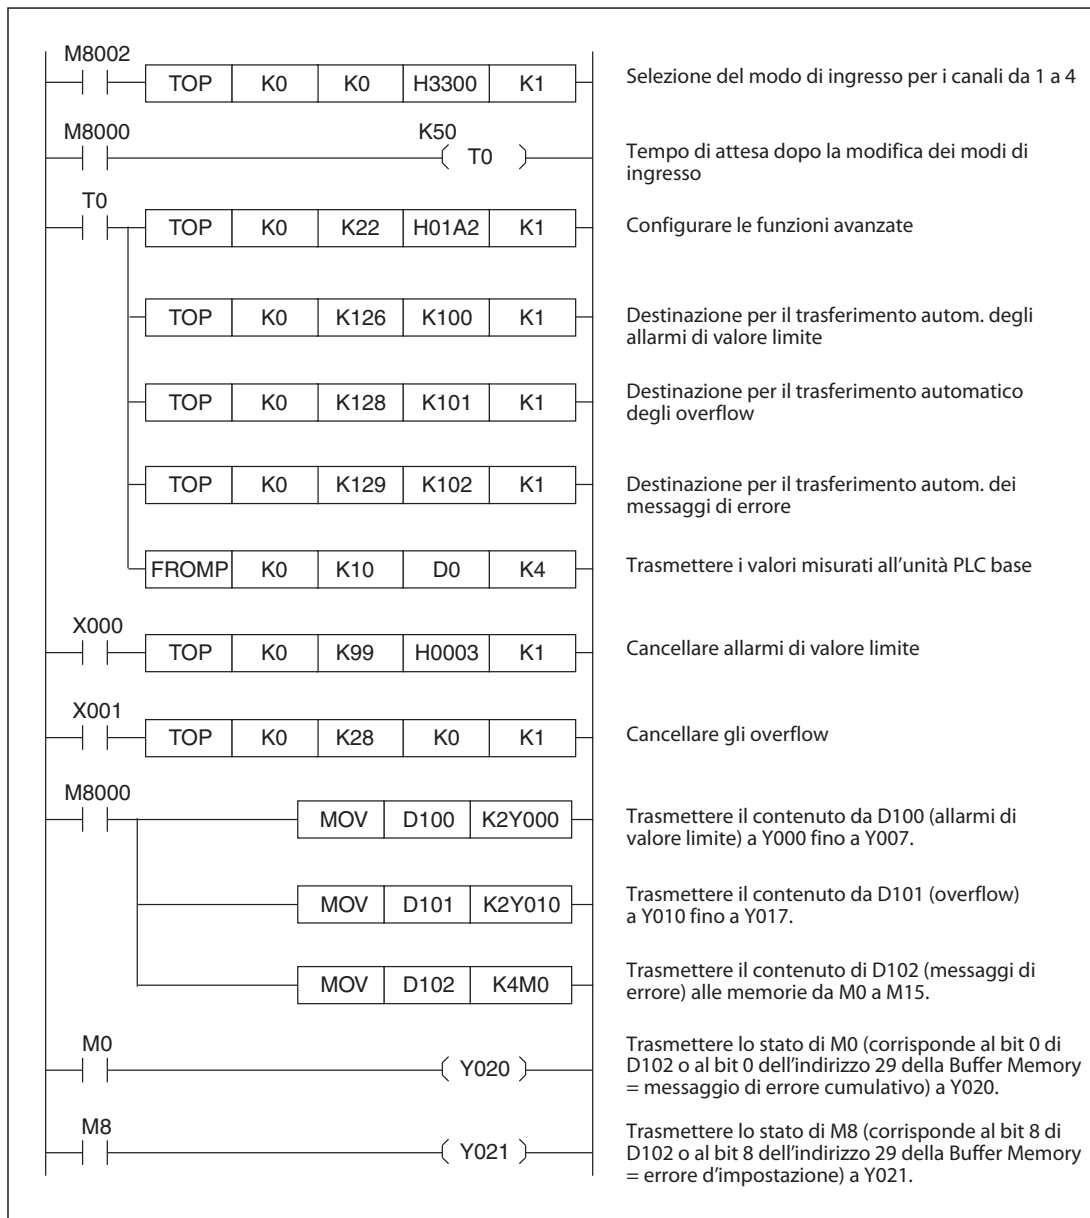 M8002
TOP K0 K0 H3300 K1
Selezione del modo di ingresso per i canali da 1 a 4
M8000
K50
T0
Tempo di attesa dopo la modifica dei modi di
ingresso
T0
TOP K0 K22 H01A2 K1
Configurare le funzioni avanzate
TOP K0 K126 K100 K1
Destinazione per il trasferimento autom. degli
allarmi di valore limite
TOP K0 K128 K101 K1
Destinazione per il trasferimento automatico
degli overflow
TOP K0 K129 K102 K1
Destinazione per il trasferimento autom. dei
messaggi di errore
FROMP K0 K10 D0 K4
Trasmettere i valori misurati all’unità PLC base
X000
TOP K0 K99 H0003 K1
Cancellare allarmi di valore limite
X001
TOP K0 K28 K0 K1
Cancellare gli overflow
M8000
MOV D100 K2Y000
Trasmettere il contenuto da D100 (allarmi di
valore limite) a Y000 fino a Y007.
MOV D101 K2Y010
Trasmettere il contenuto da D101 (overflow)
a Y010 fino a Y017.
MOV D102 K4M0
Trasmettere il contenuto di D102 (messaggi di
errore) alle memorie da M0 a M15.
M0
Y020
Trasmettere lo stato di M0 (corrisponde al bit 0 di
D102 o al bit 0 dell’indirizzo 29 della Buffer Memory
= messaggio di errore cumulativo) a Y020.
M8
Y021
Trasmettere lo stato di M8 (corrisponde al bit 8 di
D102 o al bit 8 dell’indirizzo 29 della Buffer Memory
= errore d’impostazione) a Y021.